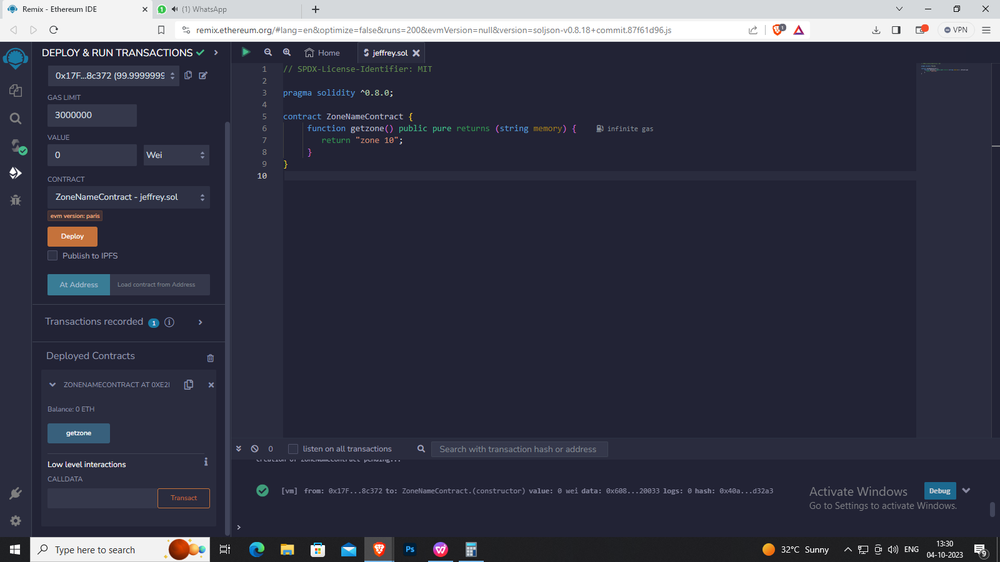 Remix - Ethereum IDE
1
(1) WhatsApp
remix.ethereum.org/#lang=en&optimize=false&runs=200&evmVersion=null&version=soljson-v0.8.18+commit.87f61d96.js
1
VPN
DEPLOY & RUN TRANSACTIONS
0x17F...8c372 (99.9999999
GAS LIMIT
3000000
VALUE
0
Wei
CONTRACT
ZoneNameContract - jeffrey.sol
evm version: paris
Deploy
Publish to IPFS
At Address
Load contract from Address
Transactions recorded 1
Deployed Contracts
ZONENAMECONTRACT AT 0XE2
Balance: 0 ETH
getzone
Low level interactions
CALLDATA
Transact
Home
jeffrey.sol
1 // SPDX-License-Identifier: MIT
2
3 pragma solidity ^0.8.0;
4
5 contract ZoneNameContract {
6 function getzone() public pure returns (string memory) { infinite gas
7 return "zone 10";
8 }
9 }
10
0
listen on all transactions
Search with transaction hash or address
creation of ZoneNameContract pending...
[vm] from: 0x17F...8c372 to: ZoneNameContract.(constructor) value: 0 wei data: 0x608...20033 logs: 0 hash: 0x40a...d32a3
Debug
>
Activate Windows
Go to Settings to activate Windows.
Type here to search
Ps
32°C Sunny
ENG
13:30
04-10-2023
9